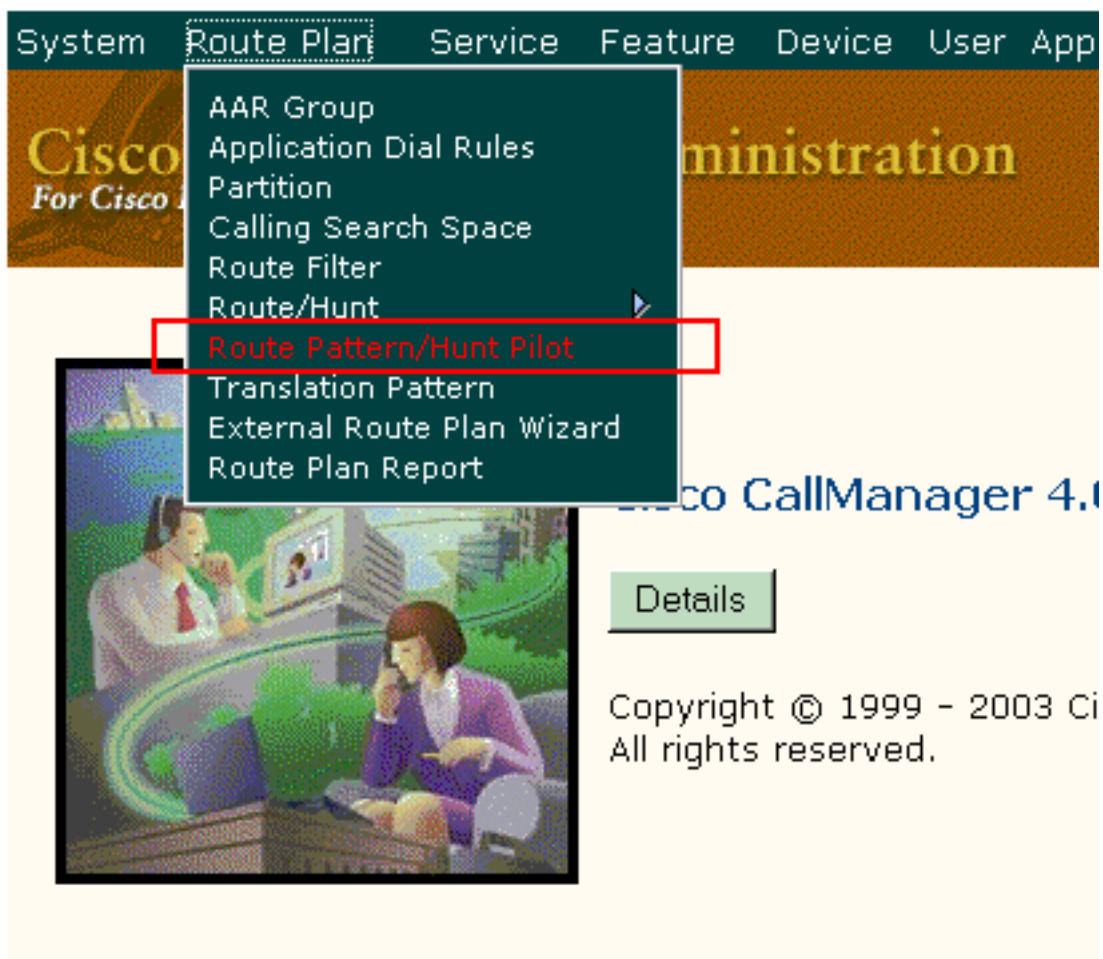 System Route Plan Service Feature Device User App
AAR Group
Application Dial Rules
Partition
Calling Search Space
Route Filter
Route/Hunt
Route Pattern/Hunt Pilot
Translation Pattern
External Route Plan Wizard
Route Plan Report
Cisco ministration
For Cisco
Cisco CallManager 4.0
Details
Copyright © 1999 - 2003 Ci
All rights reserved.